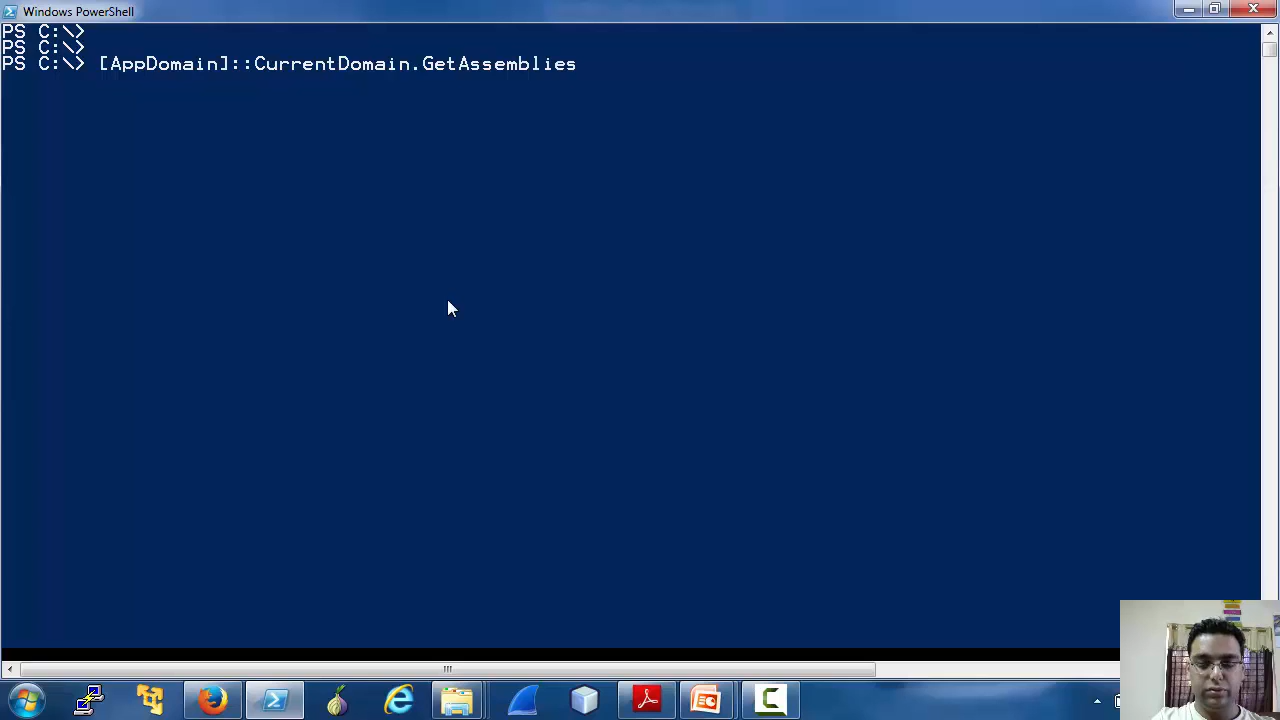 Windows PowerShell
PS C:\>
PS C:\>
PS C:\> [AppDomain]::CurrentDomain.GetAssemblies